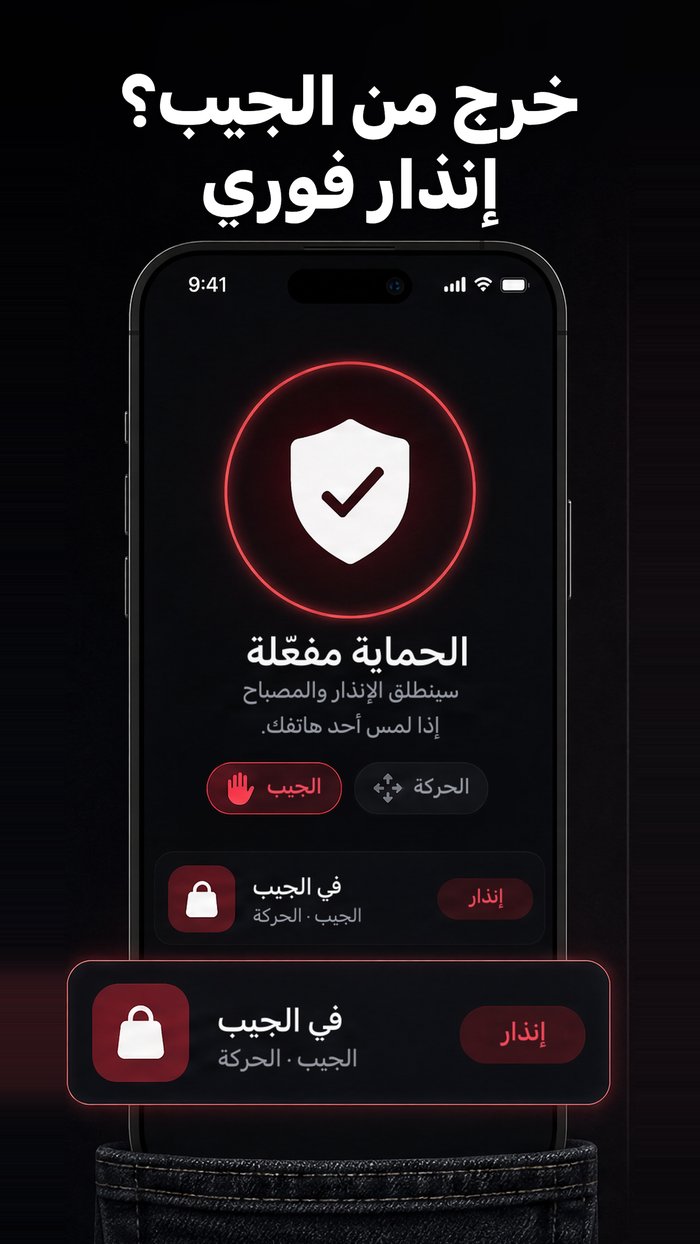 خرج من الجيب؟
إنذار فوري
9:41
الحماية مفعّلة
سينطلق الإنذار والمصباح
إذا لمس أحد هاتفك.
الحركة
الجيب
في الجيب
الجيب · الحركة
إنذار
في الجيب
الجيب · الحركة
إنذار